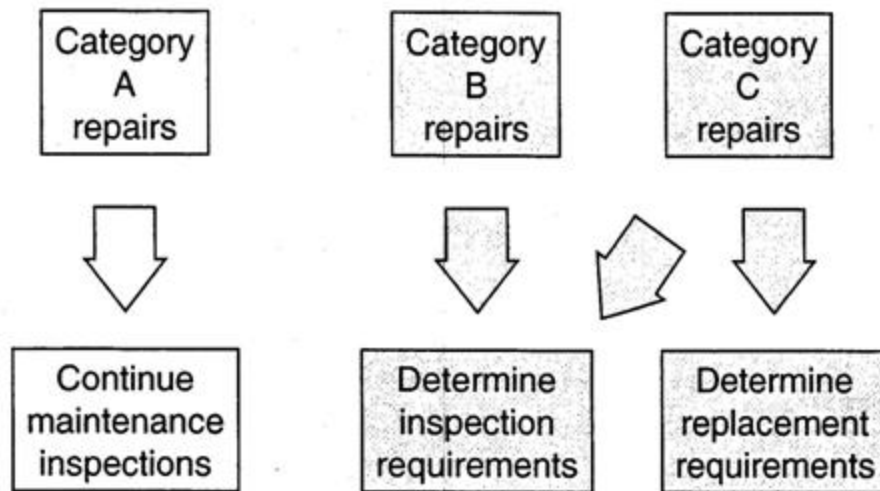 Category
A
repairs
Category
B
repairs
Category
C
repairs
Continue
maintenance
inspections
Determine
inspection
requirements
Determine
replacement
requirements